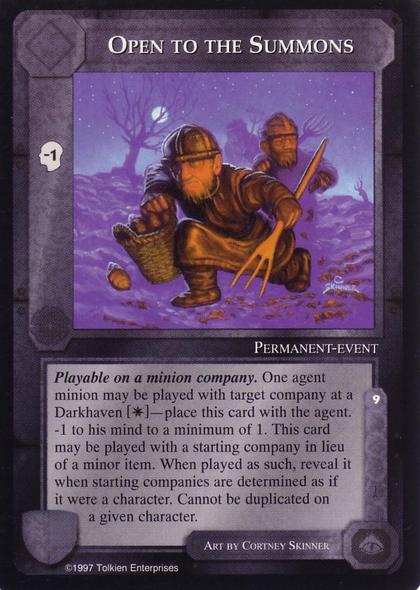 OPEN TO THE SUMMONS
-1
C SKINNER
PERMANENT-EVENT
Playable on a minion company. One agent
minion may be played with target company at a
Darkhaven [✷]—place this card with the agent.
-1 to his mind to a minimum of 1. This card
may be played with a starting company in lieu
of a minor item. When played as such, reveal it
when starting companies are determined as if
it were a character. Cannot be duplicated on
a given character.
9
1
ART BY CORTNEY SKINNER
©1997 Tolkien Enterprises